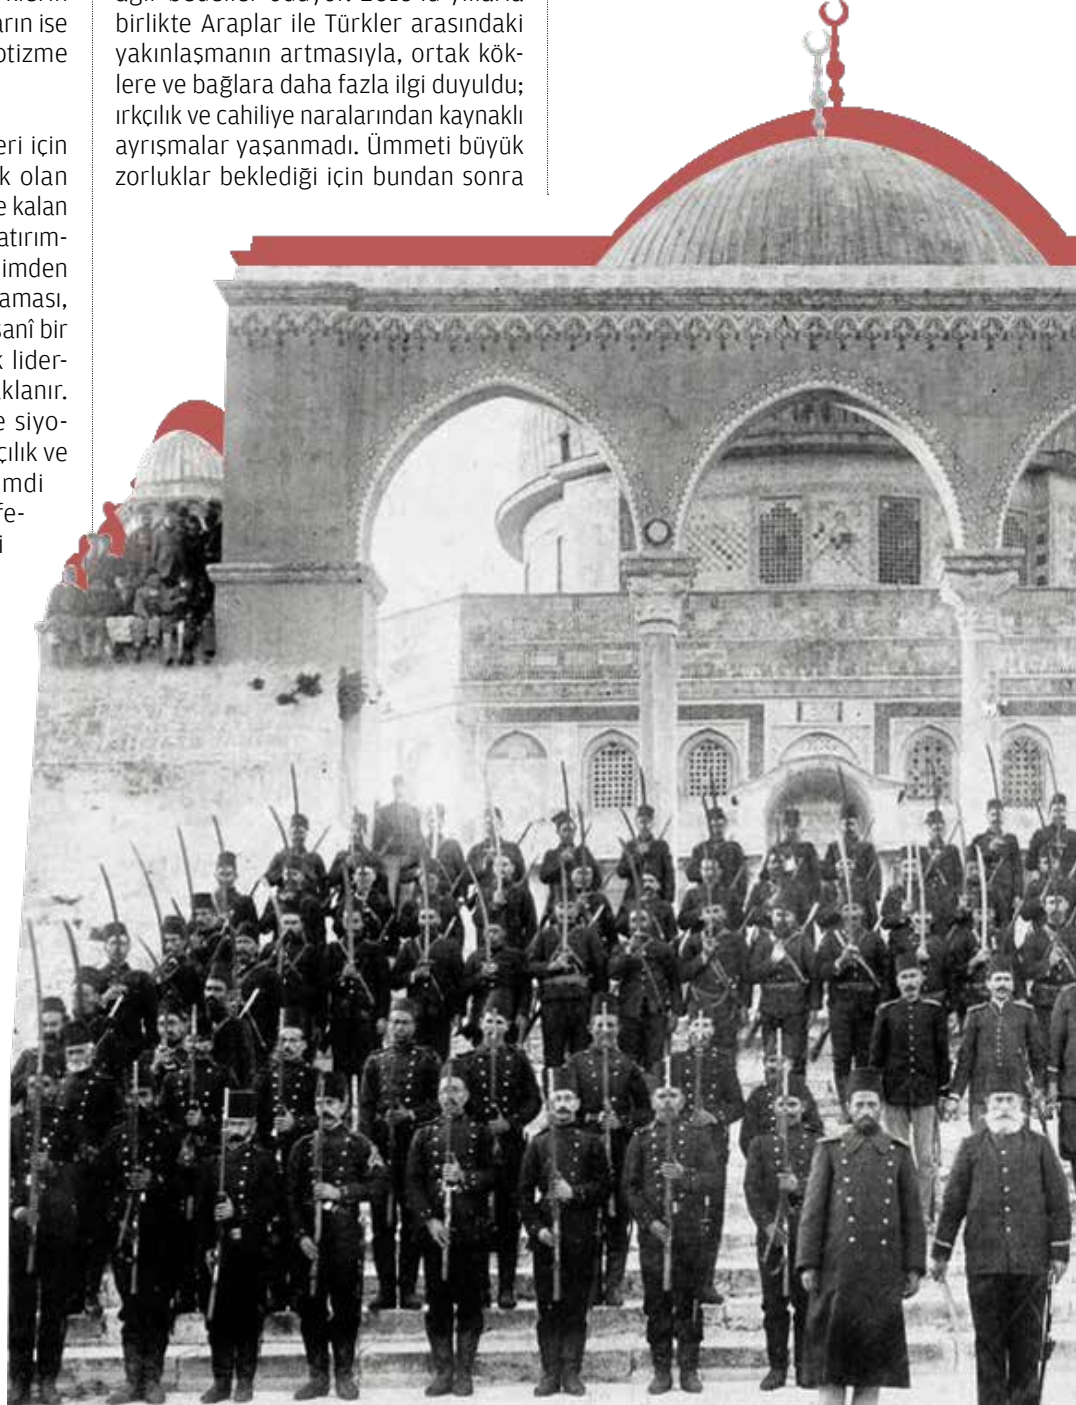 arın ise
otizme
eri için
k olan
e kalan
atırım-
imden
aması,
sanî bir
k lider-
klanır.
e siyo-
çılık ve
mdi
fe-
i
birlikte Araplar ile Türkler arasındaki
yakınlaşmanın artmasıyla, ortak kök-
lere ve bağlara daha fazla ilgi duyuldu;
ırkçılık ve cahiliye naralarından kaynaklı
ayrışmalar yaşanmadı. Ümmeti büyük
zorluklar beklediği için bundan sonra